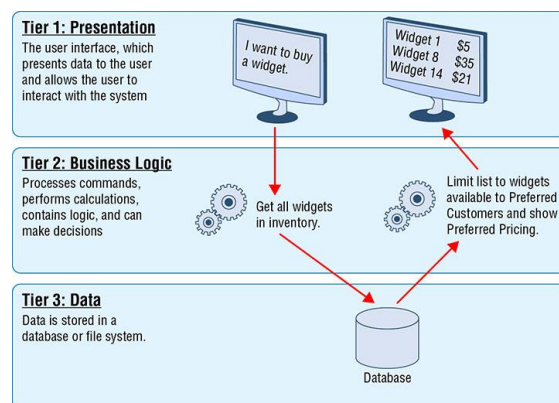 Tier 1: Presentation
The user interface, which
presents data to the user
and allows the user to
interact with the system
I want to buy
a widget.
Widget 1 $5
Widget 8 $35
Widget 14 $21
Tier 2: Business Logic
Processes commands,
performs calculations,
contains logic, and can
make decisions
Get all widgets
in inventory.
Limit list to widgets
available to Preferred
Customers and show
Preferred Pricing.
Tier 3: Data
Data is stored in a
database or file system.
Database